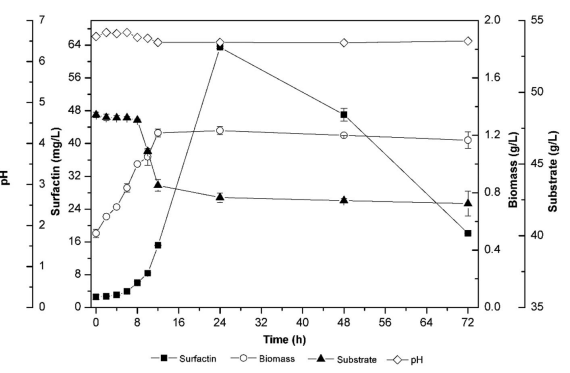 7 64 2.0 55
6 56 1.6 50
5 48
4 40 1.2
3 32 45
2 24 0.8
1 16 0.4 40
8
0 0 0.0 35
pH
Surfactin (mg/L)
Biomass (g/L)
Substrate (g/L)
0 8 16 24 32 40 48 56 64 72
Time (h)
Surfactin Biomass Substrate pH